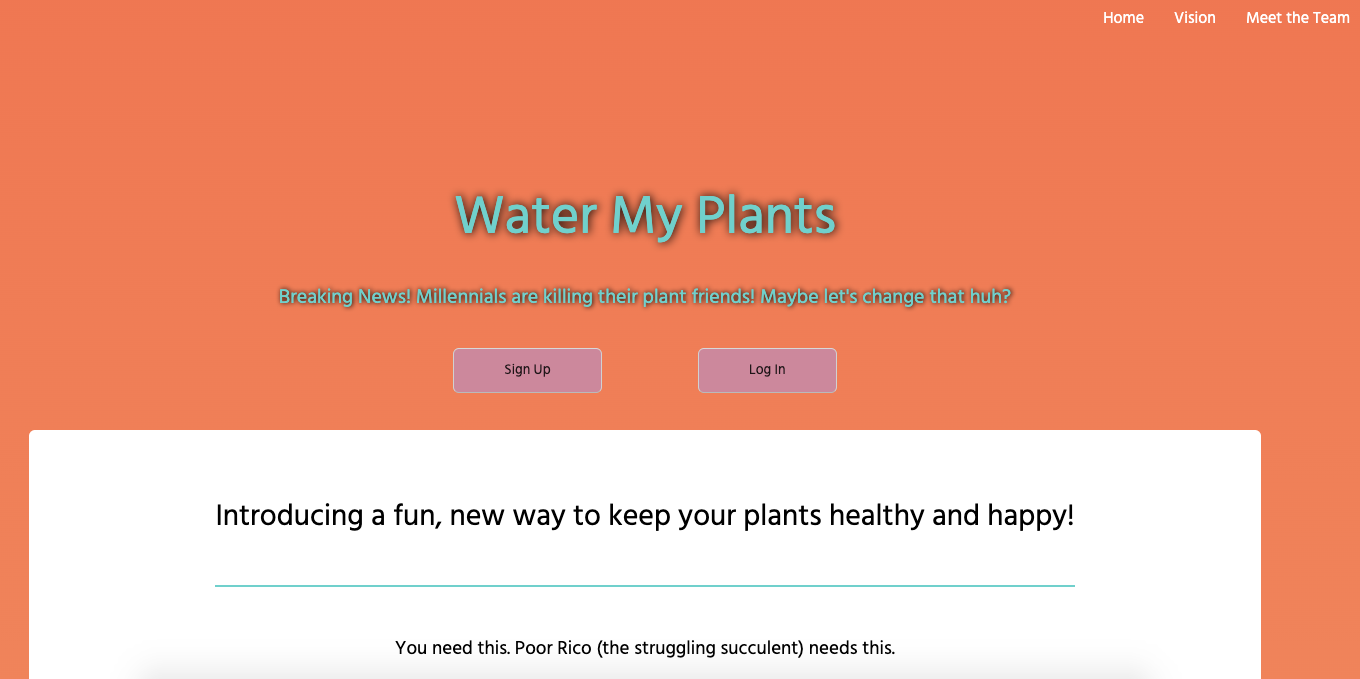 Home Vision Meet the Team
Water My Plants
Breaking News! Millennials are killing their plant friends! Maybe let's change that huh?
Sign Up Log In
Introducing a fun, new way to keep your plants healthy and happy!
You need this. Poor Rico (the struggling succulent) needs this.